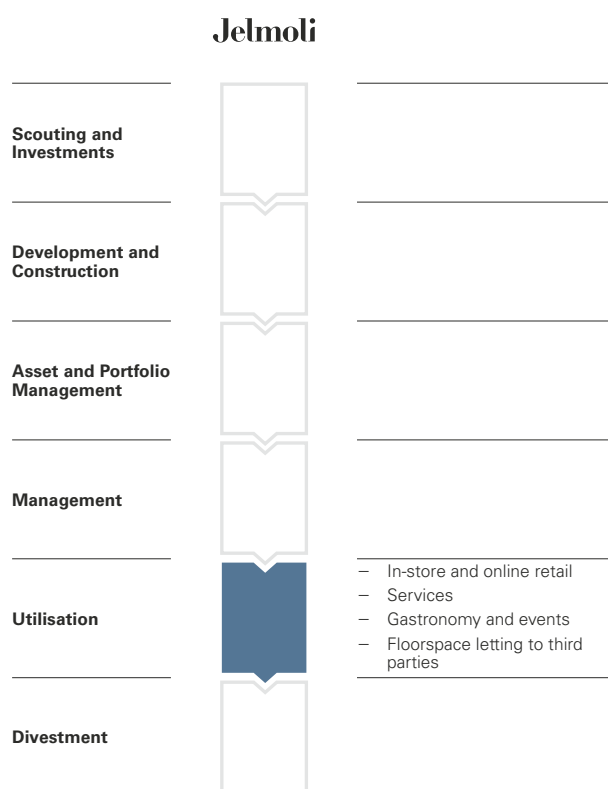 Jelmoli
Scouting and
Investments
Development and
Construction
Asset and Portfolio
Management
Management
Utilisation
– In-store and online retail
– Services
– Gastronomy and events
– Floorspace letting to third
parties
Divestment